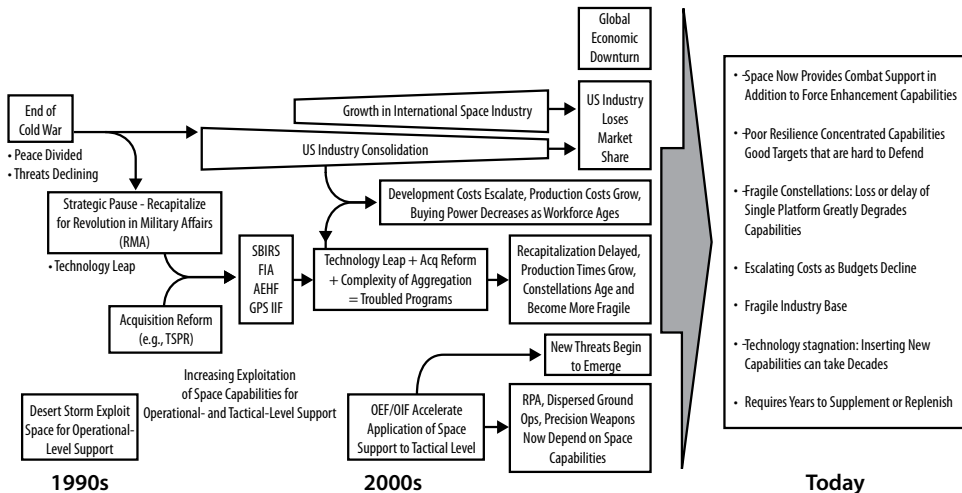 Global
Economic
Downturn
End of
Cold War
• Peace Divided
• Threats Declining
Growth in International Space Industry
US Industry Consolidation
US Industry
Loses
Market
Share
Strategic Pause - Recapitalize
for Revolution in Military Affairs
(RMA)
• Technology Leap
Development Costs Escalate, Production Costs Grow,
Buying Power Decreases as Workforce Ages
Acquisition Reform
(e.g., TSPR)
SBIRS
FIA
AEHF
GPS IIF
Technology Leap + Acq Reform
+ Complexity of Aggregation
= Troubled Programs
Recapitalization Delayed,
Production Times Grow,
Constellations Age and
Become More Fragile
Increasing Exploitation
of Space Capabilities for
Operational- and Tactical-Level Support
New Threats Begin
to Emerge
Desert Storm Exploit
Space for Operational-
Level Support
OEF/OIF Accelerate
Application of Space
Support to Tactical Level
RPA, Dispersed Ground
Ops, Precision Weapons
Now Depend on Space
Capabilities
• -Space Now Provides Combat Support in
Addition to Force Enhancement Capabilities
• -Poor Resilience Concentrated Capabilities
Good Targets that are hard to Defend
• -Fragile Constellations: Loss or delay of
Single Platform Greatly Degrades
Capabilities
• Escalating Costs as Budgets Decline
• Fragile Industry Base
• -Technology stagnation: Inserting New
Capabilities can take Decades
• Requires Years to Supplement or Replenish
1990s
2000s
Today